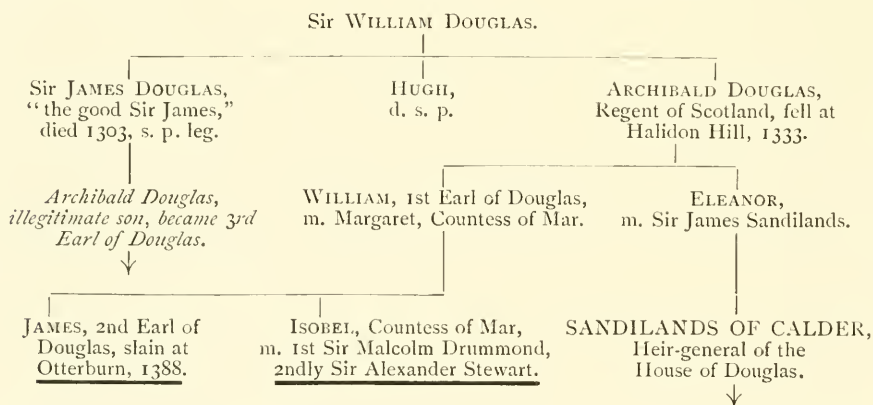 Sir WILLIAM DOUGLAS.
Sir JAMES DOUGLAS,
“the good Sir James,”
died 1303, s. p. leg.
HUGH,
d. s. p.
ARCHIBALD DOUGLAS,
Regent of Scotland, fell at
Halidon Hill, 1333.
Archibald Douglas,
illegitimate son, became 3rd
Earl of Douglas.
WILLIAM, 1st Earl of Douglas,
m. Margaret, Countess of Mar.
ELEANOR,
m. Sir James Sandilands.
JAMES, 2nd Earl of
Douglas, slain at
Otterburn, 1388.
ISOBEL, Countess of Mar,
m. 1st Sir Malcolm Drummond,
2ndly Sir Alexander Stewart.
SANDILANDS OF CALDER,
Heir-general of the
House of Douglas.